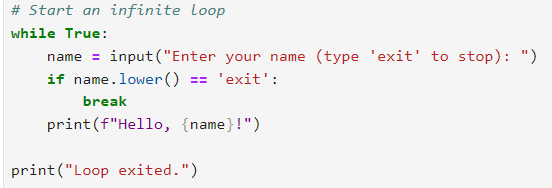 # Start an infinite loop
while True:
    name = input("Enter your name (type 'exit' to stop): ")
    if name.lower() == 'exit':
        break
    print(f"Hello, {name}!")

print("Loop exited.")